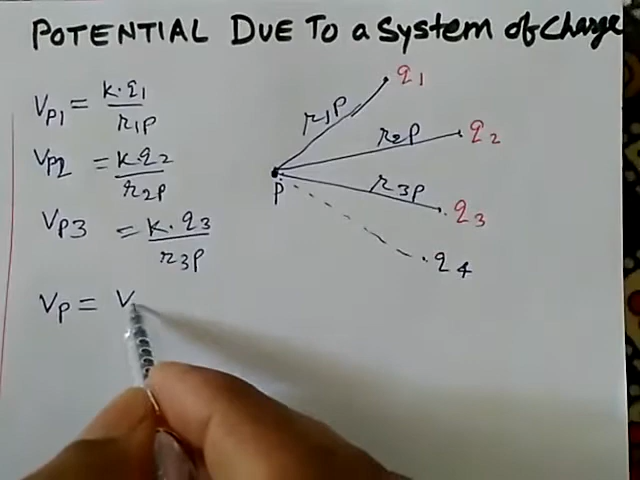 POTENTIAL DUE TO a System of Charge
VP1 = K·q1 / r1P
VP2 = K·q2 / r2P
VP3 = K·q3 / r3P
VP = V
r1P
q1
r2P
q2
P
r3P
q3
q4